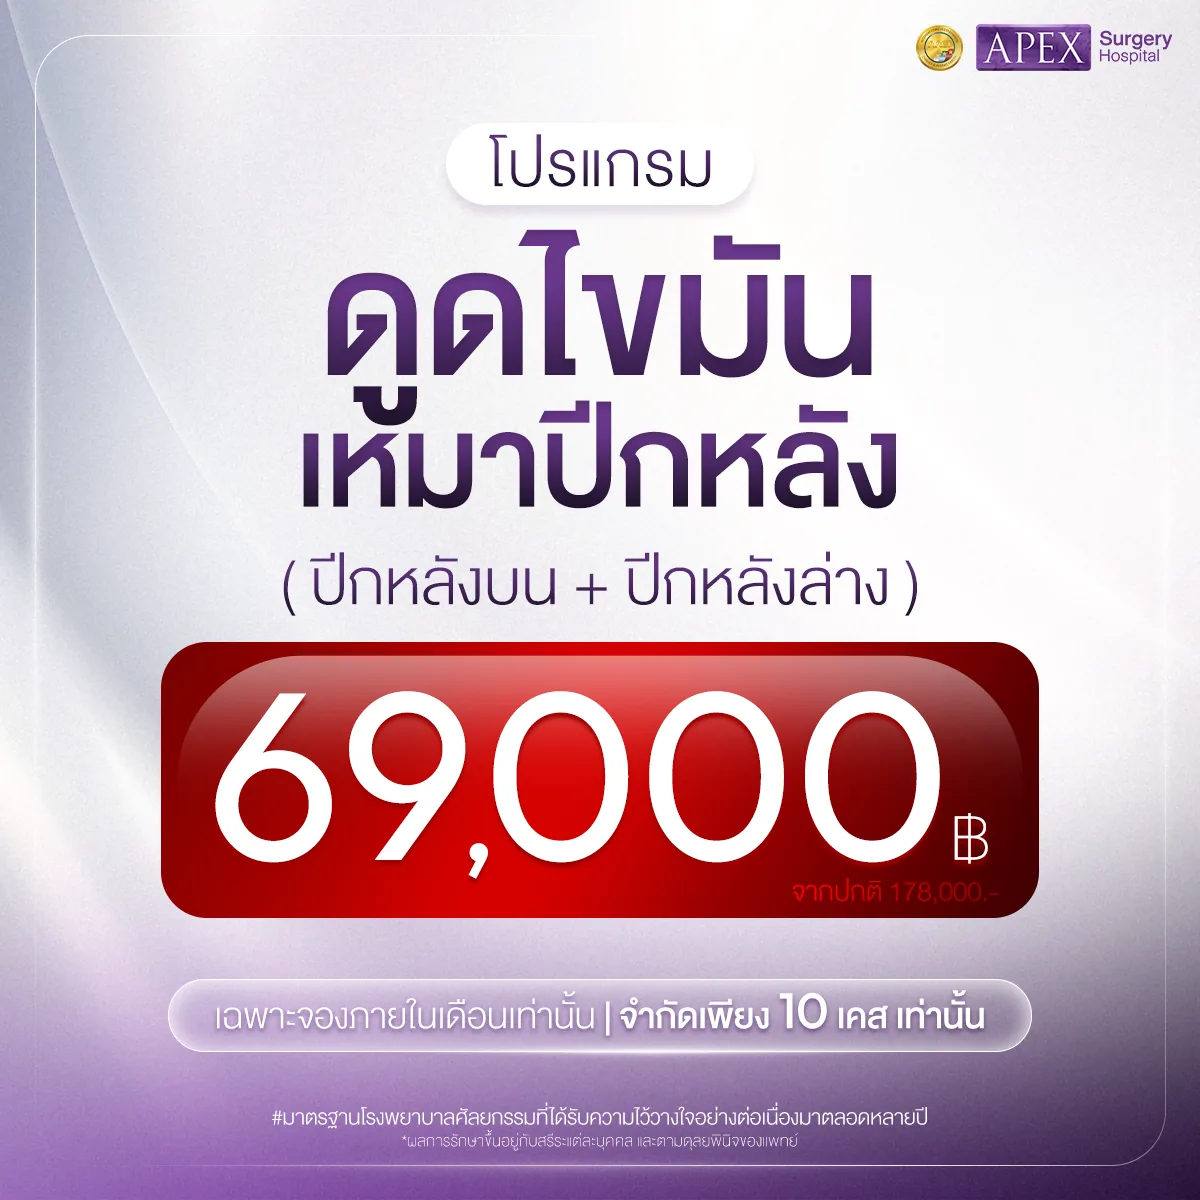 APEX Surgery Hospital
โปรแกรม
ดูดไขมัน
เหมาปีกหลัง
( ปีกหลังบน + ปีกหลังล่าง )
69,000 ฿
จากปกติ 178,000.-
เฉพาะจองภายในเดือนเท่านั้น | จำกัดเพียง 10 เคส เท่านั้น
#มาตรฐานโรงพยาบาลศัลยกรรมที่ได้รับความไว้วางใจอย่างต่อเนื่องมาตลอดหลายปี
*ผลการรักษาขึ้นอยู่กับสรีระแต่ละบุคคล และตามดุลยพินิจของแพทย์